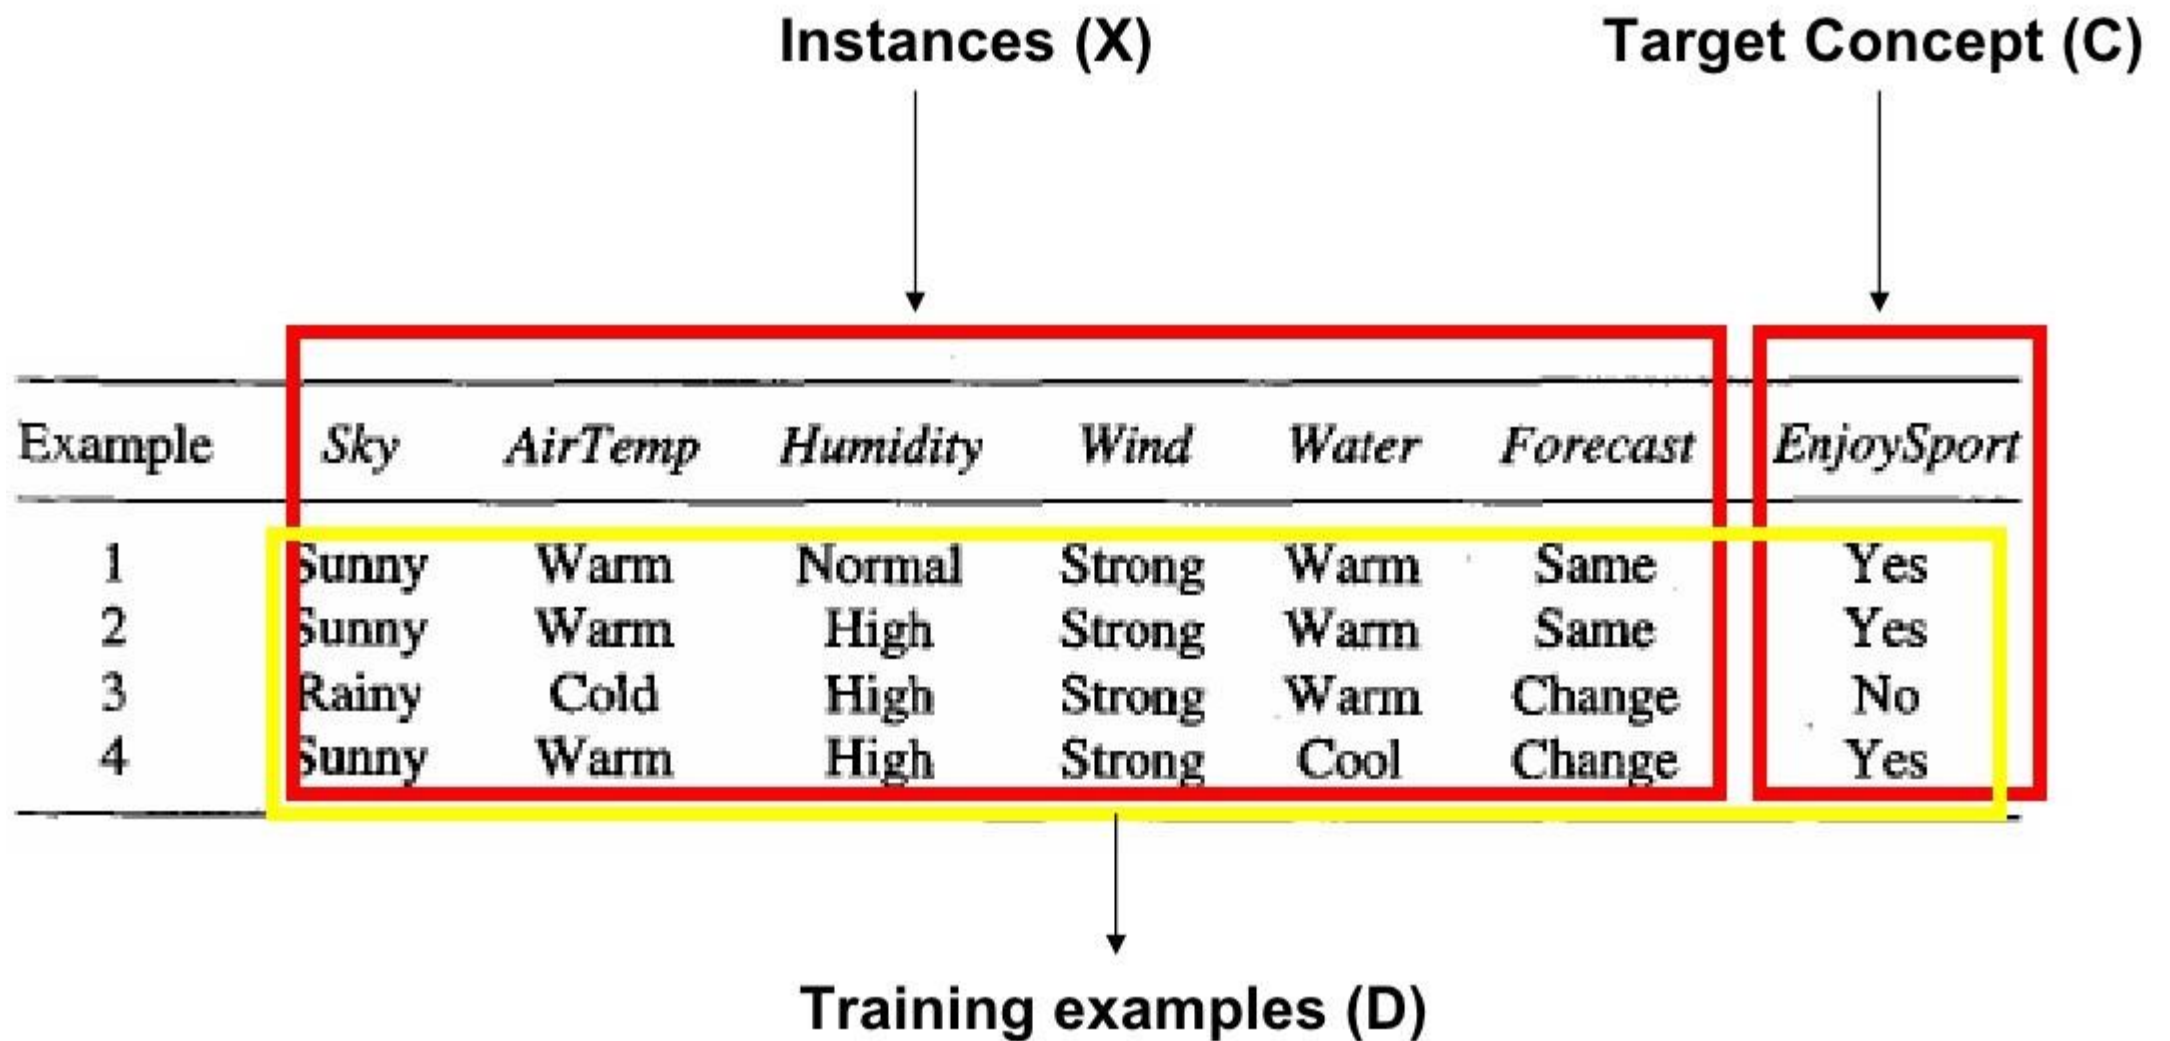 Instances (X) Target Concept (C)
Example Sky AirTemp Humidity Wind Water Forecast EnjoySport
1 Sunny Warm Normal Strong Warm Same Yes
2 Sunny Warm High Strong Warm Same Yes
3 Rainy Cold High Strong Warm Change No
4 Sunny Warm High Strong Cool Change Yes
Training examples (D)